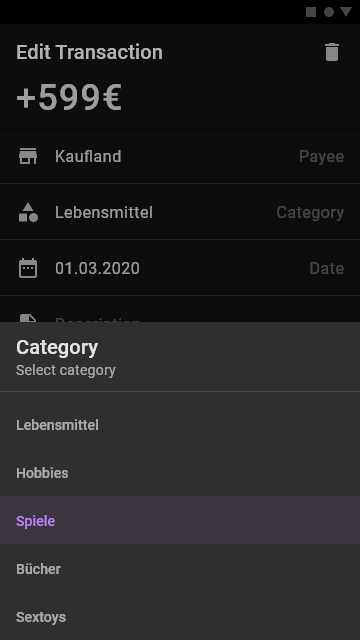 Edit Transaction
+599€
Kaufland Payee
Lebensmittel Category
01.03.2020 Date
Description
Category
Select category
Lebensmittel
Hobbies
Spiele
Bücher
Sextoys